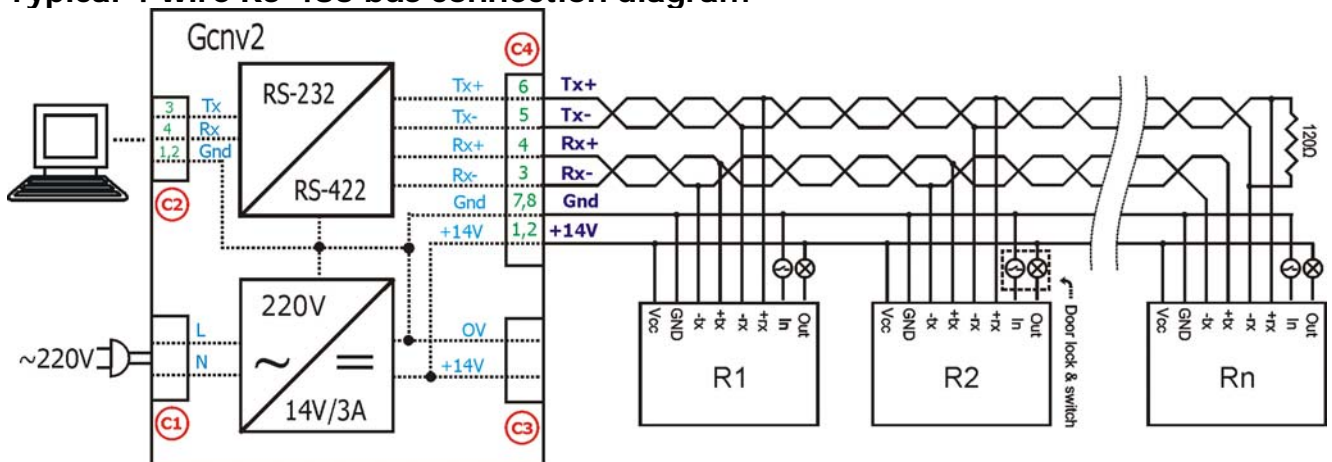 Typical 4 wire RS-485 bus connection diagram
Gcnv2
C4
RS-232
RS-422
3 Tx
4 Rx
1,2 Gnd
C2
Tx+ 6 Tx+
Tx- 5 Tx-
Rx+ 4 Rx+
Rx- 3 Rx-
Gnd 7,8 Gnd
+14V 1,2 +14V
120Ω
~220V
L
N
C1
220V
~ =
14V/3A
0V
+14V
C3
Vcc GND -tx +tx -rx +rx In Out
R1
Vcc GND -tx +tx -rx +rx In Out
R2
Door lock & switch
Vcc GND -tx +tx -rx +rx In Out
Rn